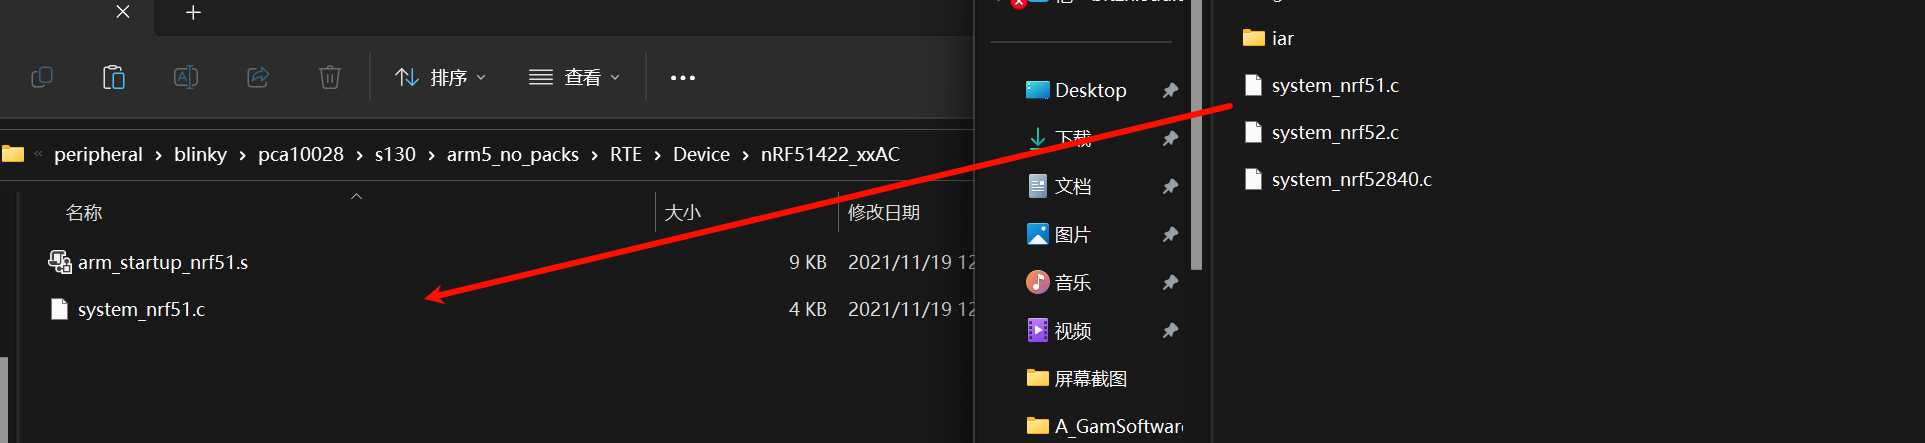 排序
查看
peripheral
blinky
pca10028
s130
arm5_no_packs
RTE
Device
nRF51422_xxAC
名称
大小
修改日期
arm_startup_nrf51.s
9 KB
2021/11/19 12
system_nrf51.c
4 KB
2021/11/19 12
Desktop
下载
文档
图片
音乐
视频
屏幕截图
A_GamSoftware
iar
system_nrf51.c
system_nrf52.c
system_nrf52840.c